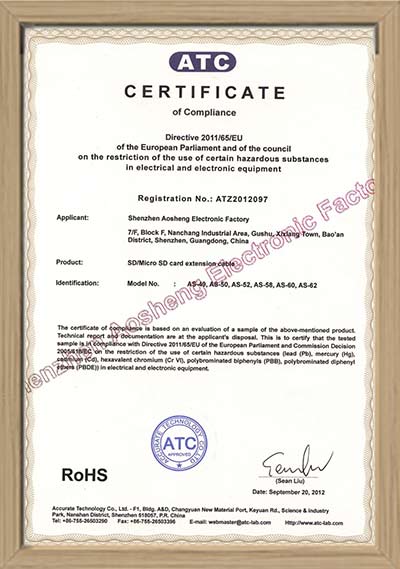 ATC
CERTIFICATE
of Compliance
Directive 2011/65/EU
of the European Parliament and of the council
on the restriction of the use of certain hazardous substances
in electrical and electronic equipment
Registration No.: ATZ2012097
Applicant: Shenzhen Aosheng Electronic Factory
7/F, Block F, Nanchang Industrial Area, Gushu, Xixiang Town, Bao'an
District, Shenzhen, Guangdong, China
Product: SD/Micro SD card extension cable
Identification: Model No. : AS-49, AS-50, AS-52, AS-58, AS-60, AS-62
The certificate of compliance is based on an evaluation of a sample of the above-mentioned product.
Technical report and documentation are at the applicant's disposal. This is to certify that the tested
sample is in compliance with Directive 2011/65/EU of the European Parliament and Commission Decision
2005/618/EC on the restriction of the use of certain hazardous substances (lead (Pb), mercury (Hg),
cadmium (Cd), hexavalent chromium (Cr VI), polybrominated biphenyls (PBB), polybrominated diphenyl
ethers (PBDE)) in electrical and electronic equipment.
henzhen Aosheng Electronic Facto
ACCURATE TECHNOLOGY CO., LTD
ATC
APPROVED
RoHS
(Sean Liu)
Date: September 20, 2012
Accurate Technology Co., Ltd. - F1, Bldg. A&D, Changyuan New Material Port, Keyuan Rd., Science & Industry
Park, Nanshan District, Shenzhen 518057, P.R. China
Tel: +86-755-26503290 Fax: +86-755-26503396 E-mail: webmaster@atc-lab.com http://www.atc-lab.com